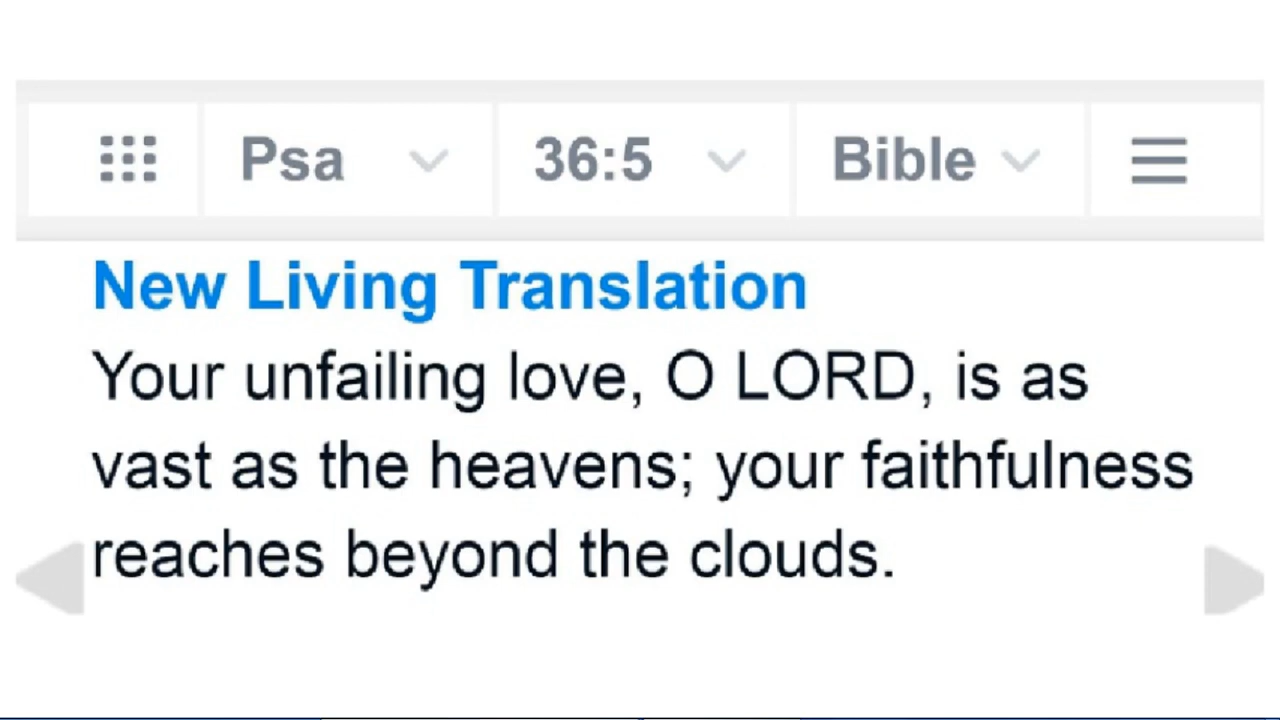 Psa 36:5 Bible
New Living Translation
Your unfailing love, O LORD, is as
vast as the heavens; your faithfulness
reaches beyond the clouds.